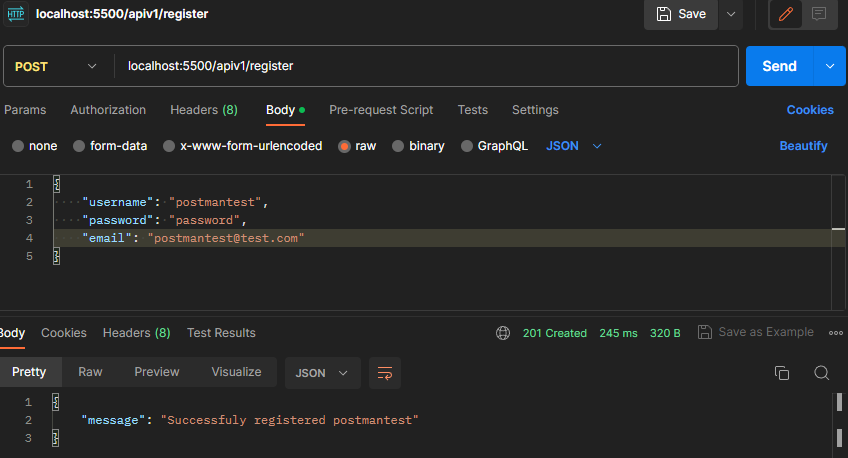 HTTP localhost:5500/apiv1/register Save
POST localhost:5500/apiv1/register Send
Params Authorization Headers (8) Body Pre-request Script Tests Settings Cookies
none form-data x-www-form-urlencoded raw binary GraphQL JSON Beautify
1 {
2 "username": "postmantest",
3 "password": "password",
4 "email": "postmantest@test.com"
5 }
Body Cookies Headers (8) Test Results 201 Created 245 ms 320 B Save as Example
Pretty Raw Preview Visualize JSON
1 {
2 "message": "Successfuly registered postmantest"
3 }